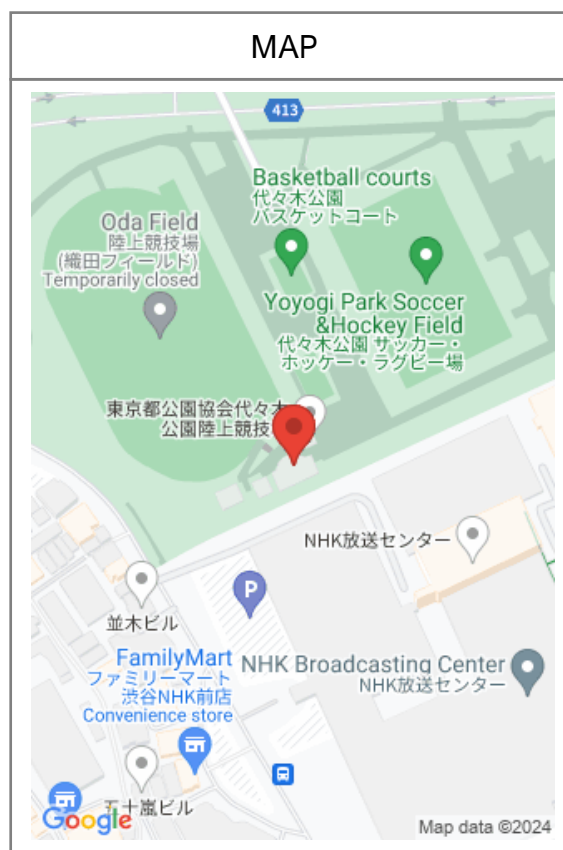 MAP
413
Basketball courts
代々木公園
バスケットコート
Oda Field
陸上競技場
(織田フィールド)
Temporarily closed
Yoyogi Park Soccer
&Hockey Field
代々木公園 サッカー・
ホッケー・ラグビー場
東京都公園協会代々木
公園陸上競技
NHK放送センター
P
並木ビル
FamilyMart
ファミリーマート
渋谷NHK前店
Convenience store
NHK Broadcasting Center
NHK放送センター
五十嵐ビル
Google
Map data ©2024